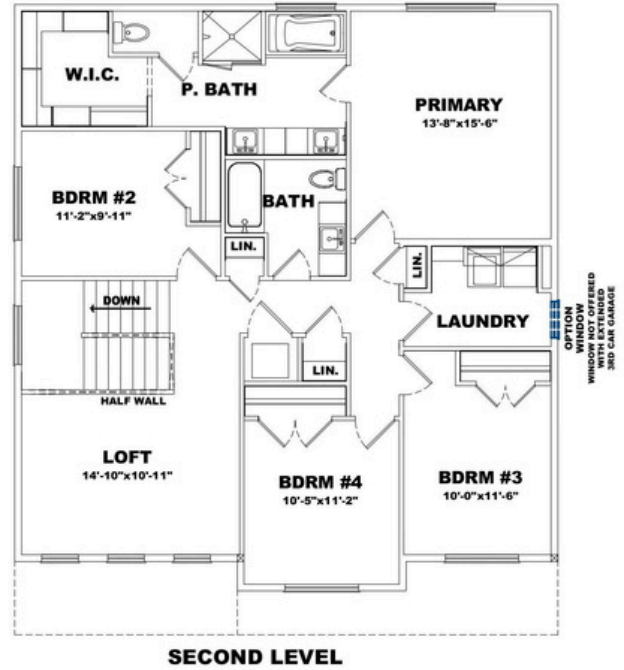 W.I.C.
P. BATH
PRIMARY
13'-8"x15'-6"
BDRM #2
11'-2"x9'-11"
BATH
LIN.
LIN.
DOWN
LAUNDRY
OPTION
WINDOW
WINDOW NOT OFFERED
WITH EXTENDED
3RD CAR GARAGE
LIN.
HALF WALL
LOFT
14'-10"x10'-11"
BDRM #4
10'-5"x11'-2"
BDRM #3
10'-0"x11'-6"
SECOND LEVEL